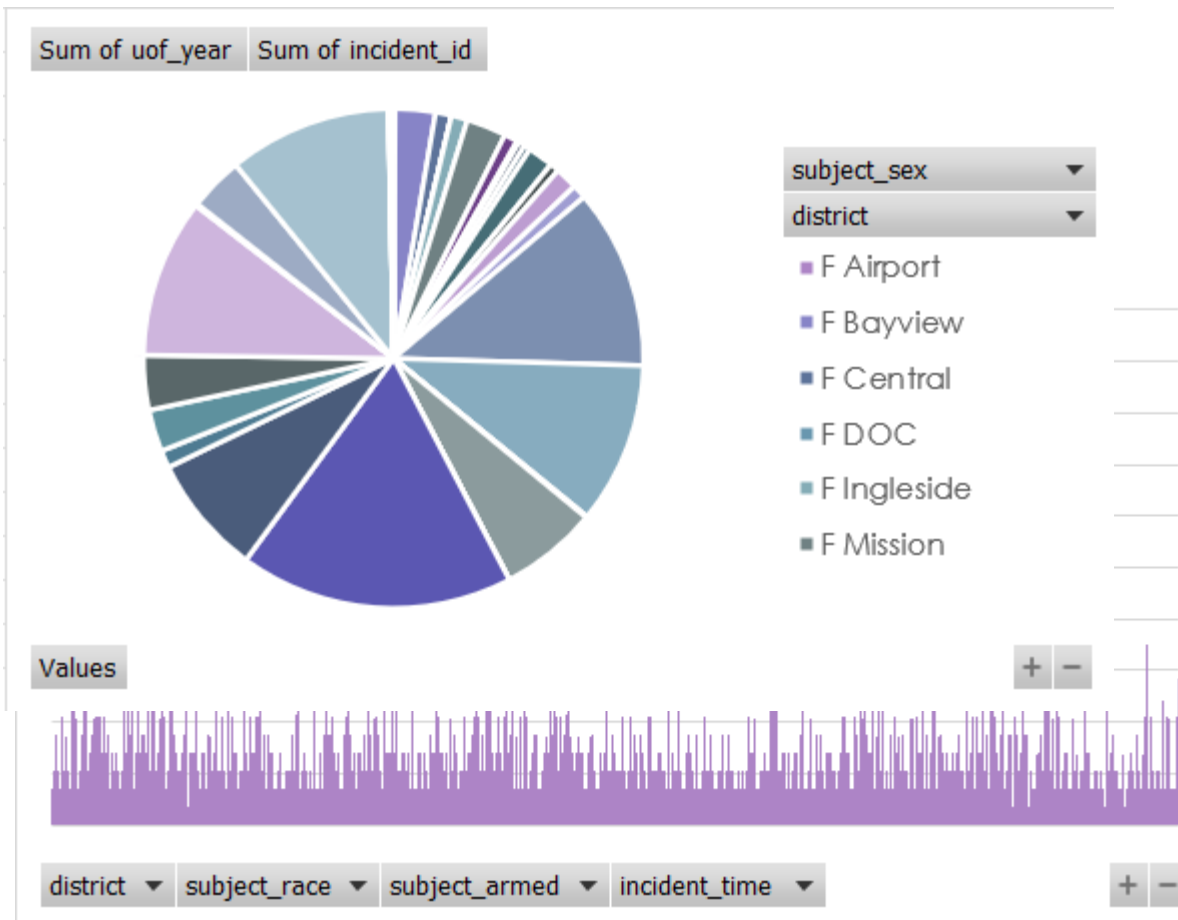 Sum of uof_year Sum of incident_id
subject_sex
district
F Airport
F Bayview
F Central
F DOC
F Ingleside
F Mission
Values
+ −
district subject_race subject_armed incident_time
+ −